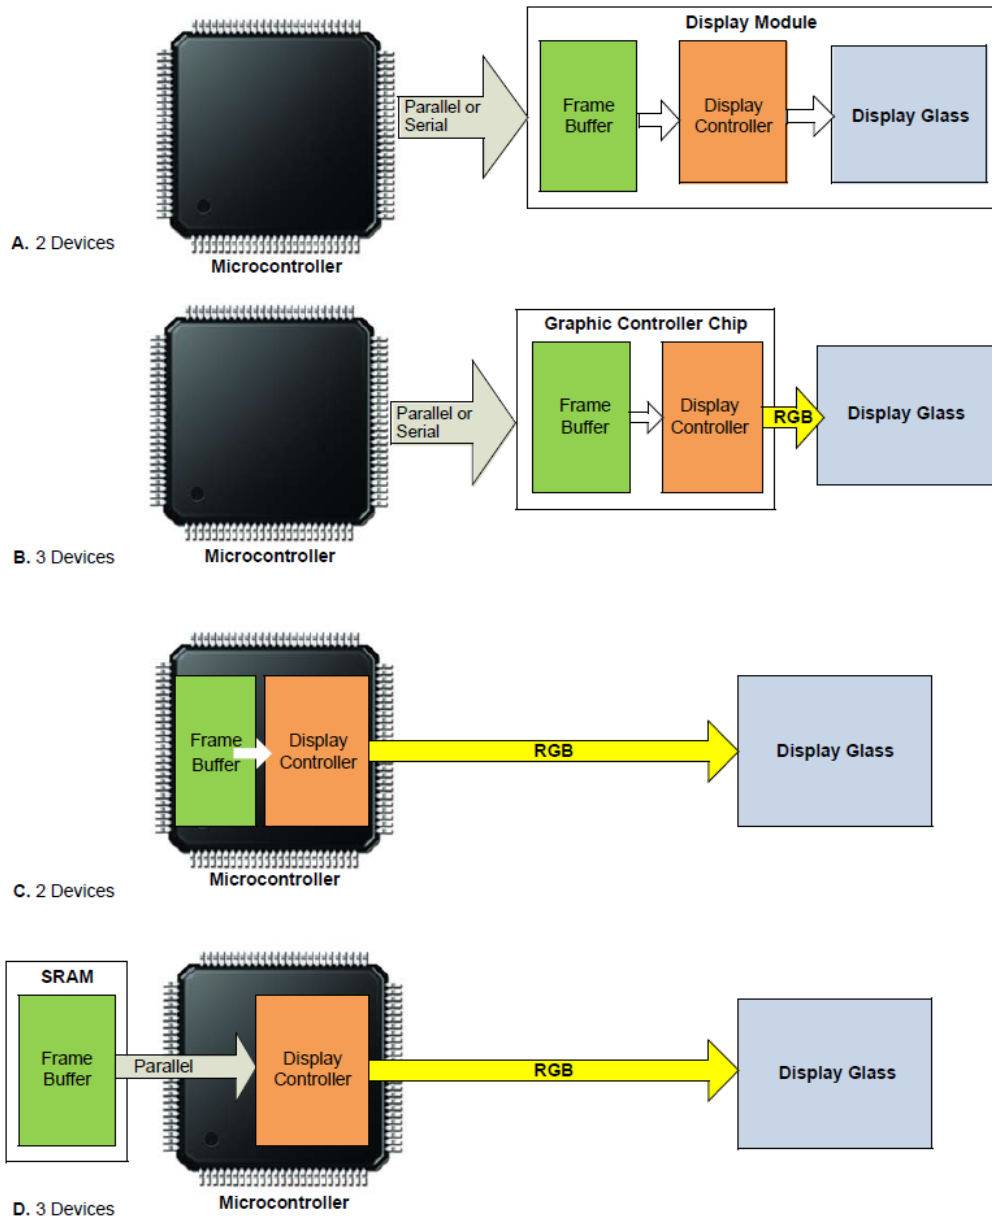 Display Module
Parallel or
Serial
Frame
Buffer
Display
Controller
Display Glass
A. 2 Devices
Microcontroller
Graphic Controller Chip
Parallel or
Serial
Frame
Buffer
Display
Controller
RGB
Display Glass
B. 3 Devices
Microcontroller
Frame
Buffer
Display
Controller
RGB
Display Glass
C. 2 Devices
Microcontroller
SRAM
Frame
Buffer
Parallel
Display
Controller
RGB
Display Glass
D. 3 Devices
Microcontroller